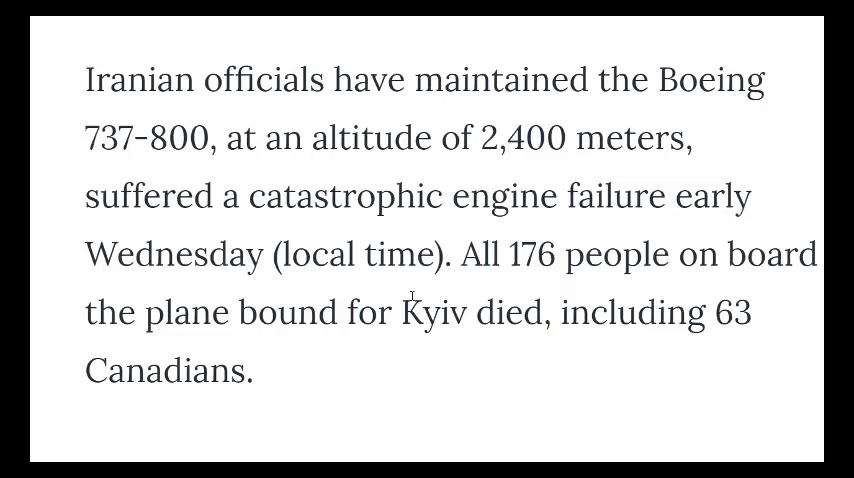 Iranian officials have maintained the Boeing
737-800, at an altitude of 2,400 meters,
suffered a catastrophic engine failure early
Wednesday (local time). All 176 people on board
the plane bound for Kyiv died, including 63
Canadians.